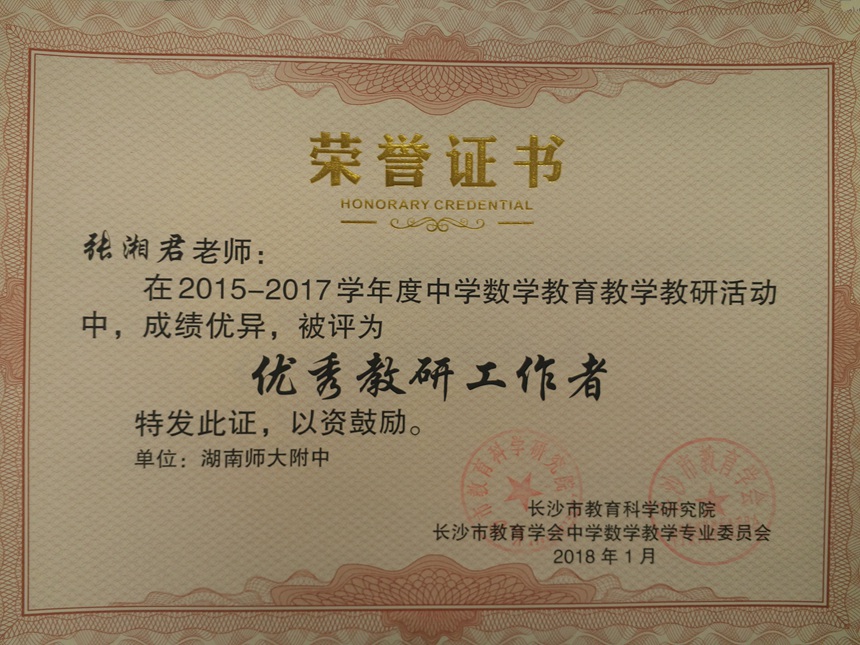 荣誉证书
HONORARY CREDENTIAL
张湘君老师：
在2015-2017学年度中学数学教育教学教研活动
中，成绩优异，被评为
优秀教研工作者
特发此证，以资鼓励。
单位：湖南师大附中
长沙市教育科学研究院
长沙市教育学会中学数学教学专业委员会
2018年1月